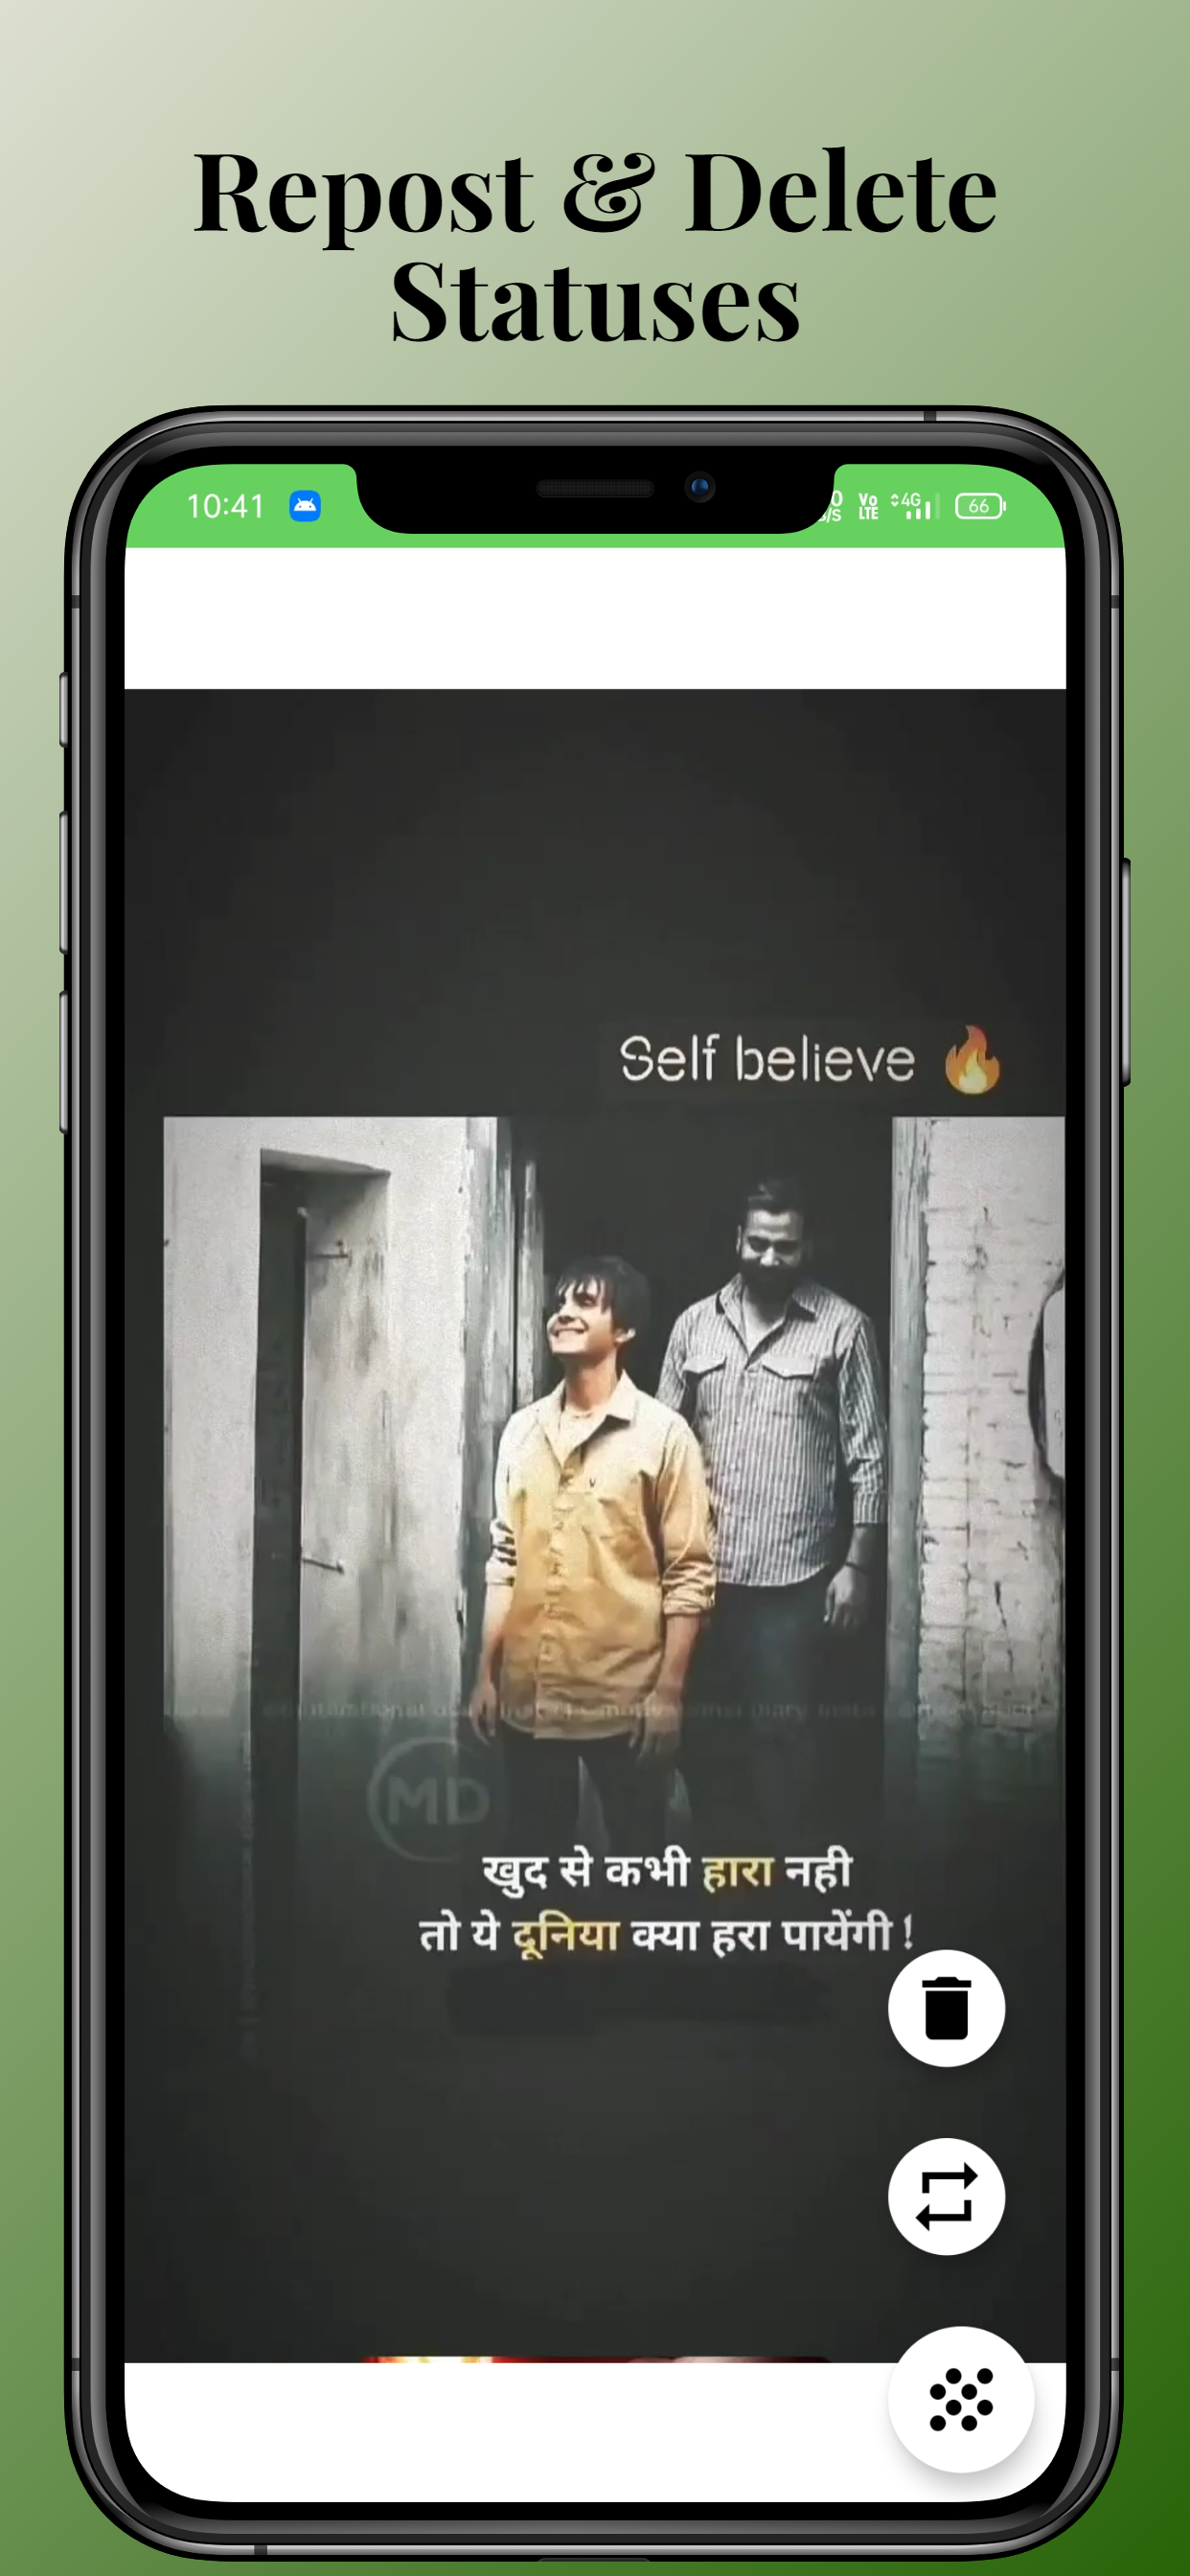 Repost & Delete
Statuses
10:41
Vo
LTE
4G
66
Self believe 🔥
MD
खुद से कभी हारा नही
तो ये दूनिया क्या हरा पायेंगी !